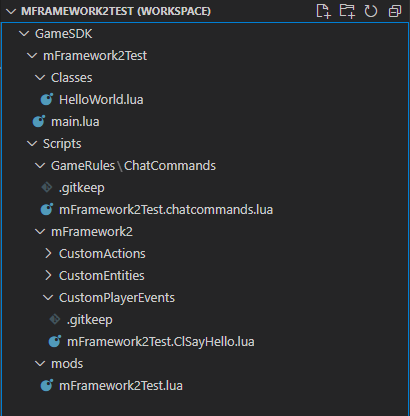 MFRAMEWORK2TEST (WORKSPACE)
GameSDK
mFramework2Test
Classes
HelloWorld.lua
main.lua
Scripts
GameRules\ChatCommands
.gitkeep
mFramework2Test.chatcommands.lua
mFramework2
CustomActions
CustomEntities
CustomPlayerEvents
.gitkeep
mFramework2Test.ClSayHello.lua
mods
mFramework2Test.lua